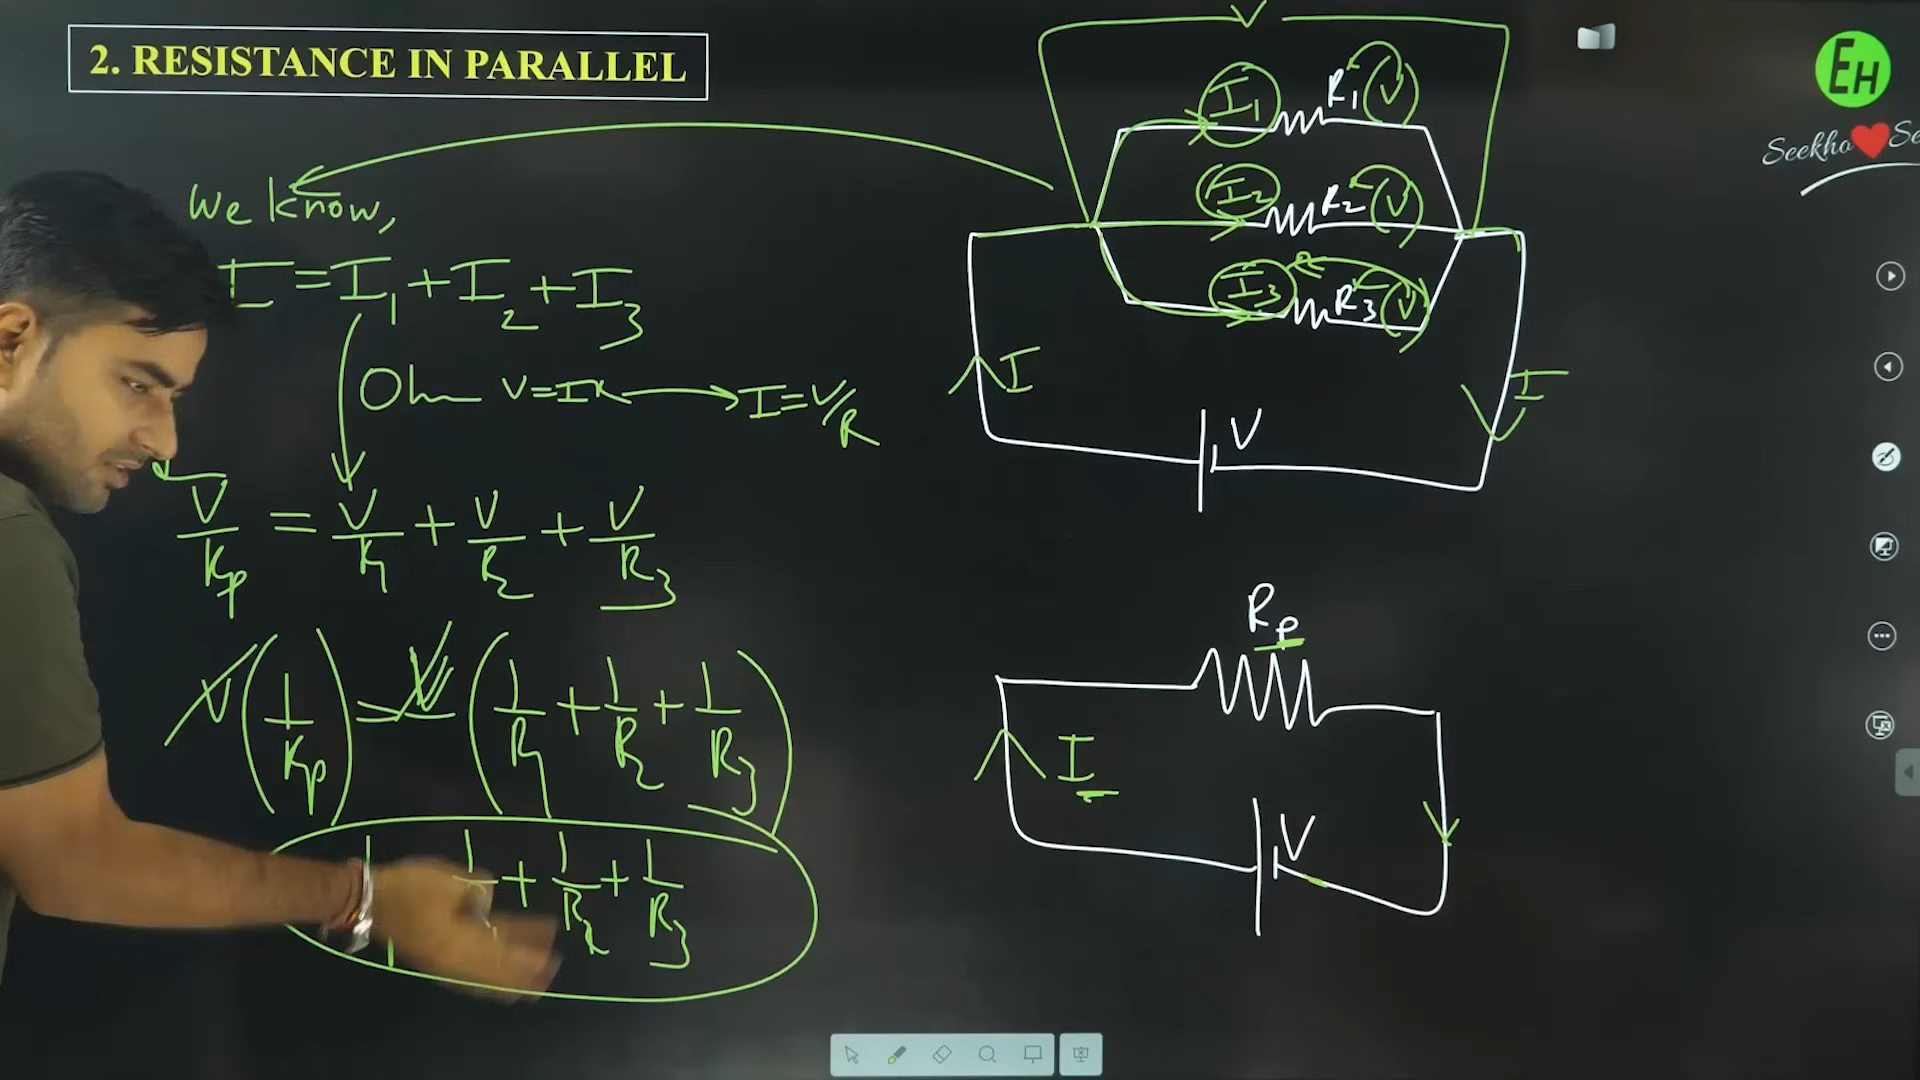 2. RESISTANCE IN PARALLEL
We know,
I = I₁ + I₂ + I₃
Ohm V=IR → I=V/R
V/Rp = V/R₁ + V/R₂ + V/R₃
V(1/Rp) = V(1/R₁ + 1/R₂ + 1/R₃)
+ 1/R₂ + 1/R₃
V
I₁ R₁ V
I₂ R₂ V
I₃ R₃ V
I
I
V
Rp
I
V
EH
Seekho